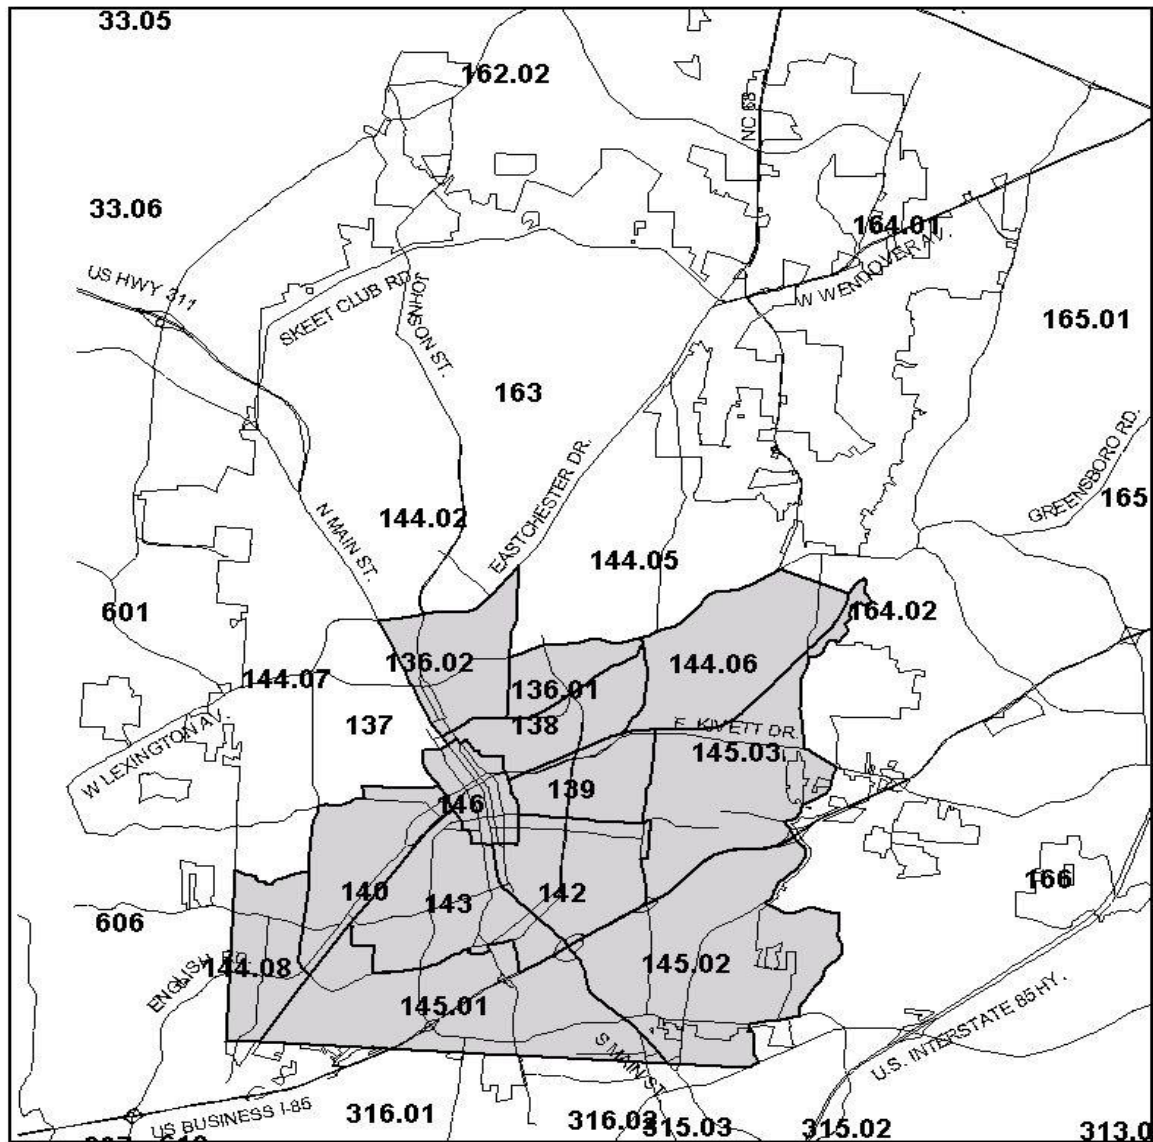 33.05
162.02
NC 68
33.06
164.01
W WENDOVER AV.
US HWY 311
SKEET CLUB RD.
JOHNSON ST.
165.01
163
GREENSBORO RD.
165
EASTCHESTER DR.
N MAIN ST.
144.02
144.05
601
164.02
136.02
144.06
144.07
136.01
137
138
E. KIVETT DR.
145.03
W LEXINGTON AV.
139
146
140
143
142
166
606
ENGLISH RD.
144.08
145.02
145.01
U.S. INTERSTATE 85 HY.
S MAIN ST.
US BUSINESS I-85
316.01
316.02
315.03
315.02
313.0